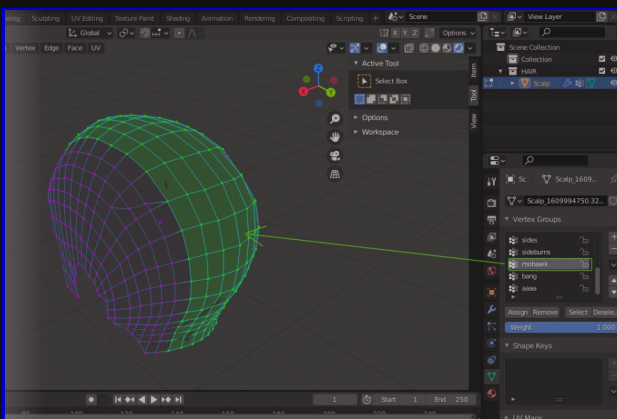 Sculpting UV Editing Texture Paint Shading Animation Rendering Compositing Scripting + Scene View Layer
Global X Y Z Options
Vertex Edge Face UV
Scene Collection
Collection
HAIR
Scalp
Active Tool
Select Box
Options
Workspace
Item
Tool
View
Z
X
Y
Sc Scalp_1609...
Scalp_1609994750.32...
Vertex Groups
sides
sideburns
mohawk
bang
aaaa
Assign Remove Select Desele..
Weight 1.000
Shape Keys
UV Maps
1 Start 1 End 250